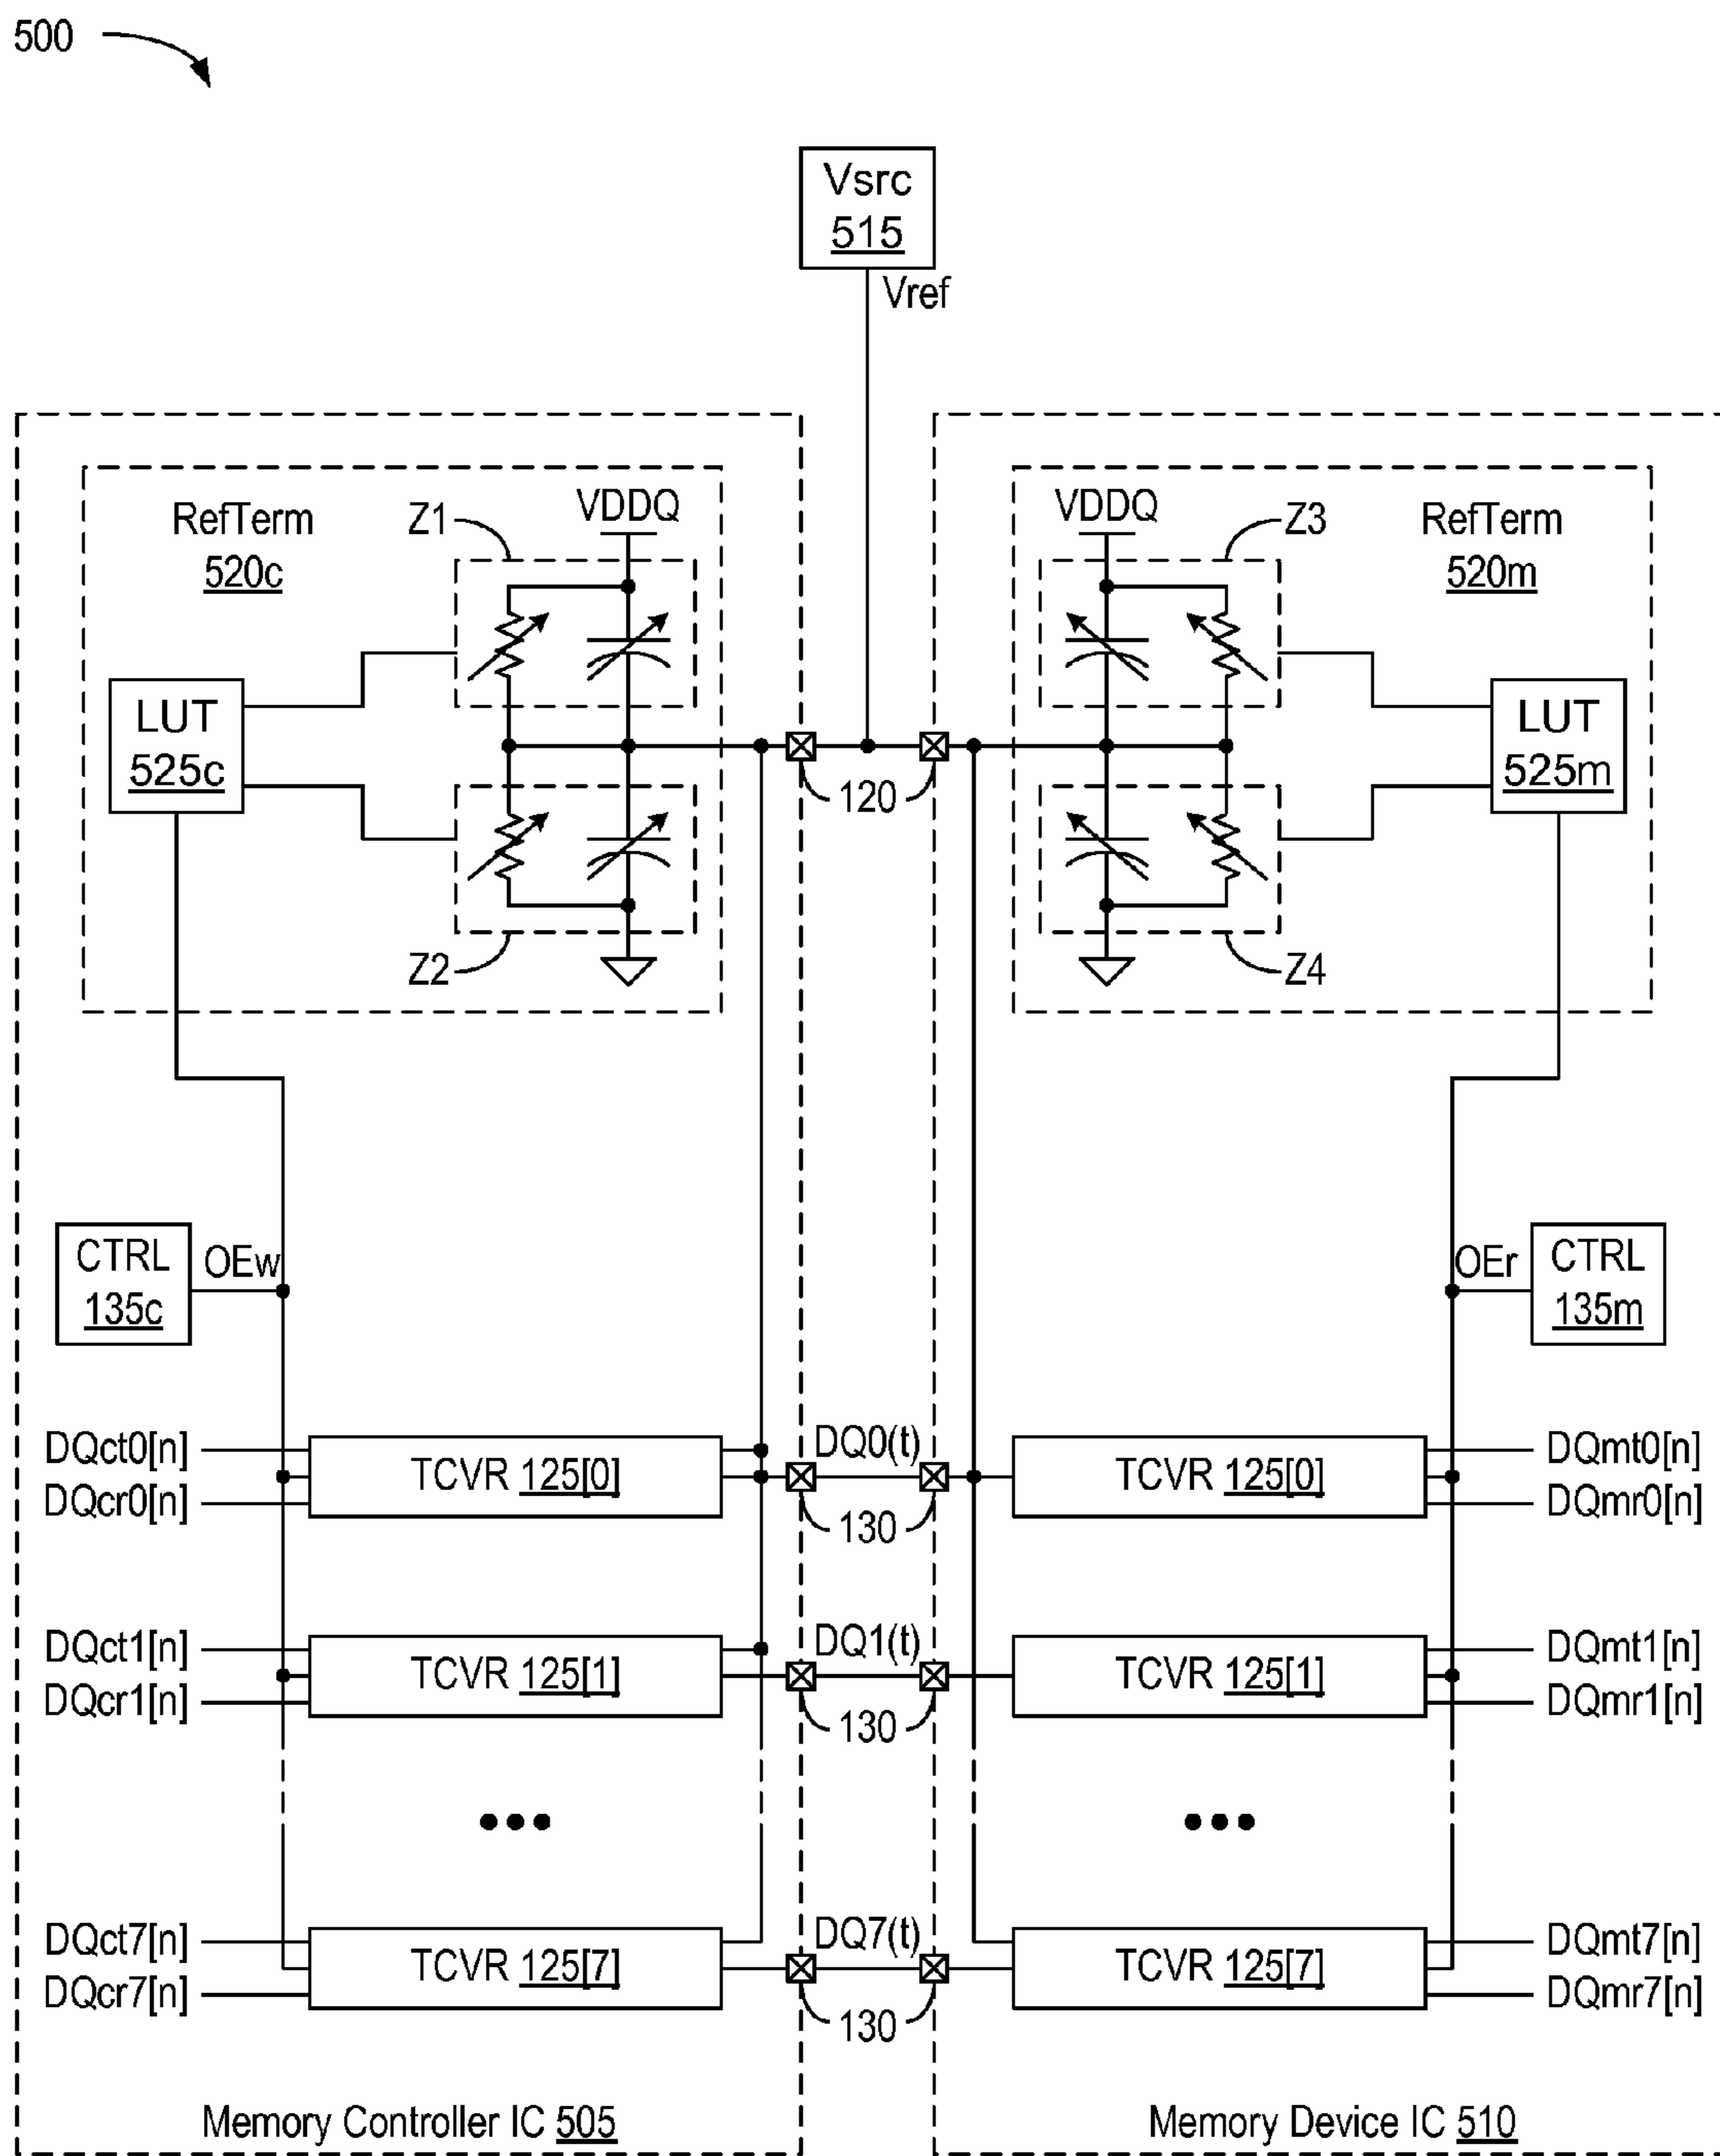 500
Vsrc
515
Vref
RefTerm
520c
Z1
VDDQ
VDDQ
Z3
RefTerm
520m
LUT
525c
LUT
525m
120
Z2
Z4
CTRL
135c
OEw
OEr
CTRL
135m
DQct0[n]
DQcr0[n]
TCVR 125[0]
DQ0(t)
130
TCVR 125[0]
DQmt0[n]
DQmr0[n]
DQct1[n]
DQcr1[n]
TCVR 125[1]
DQ1(t)
130
TCVR 125[1]
DQmt1[n]
DQmr1[n]
DQct7[n]
DQcr7[n]
TCVR 125[7]
DQ7(t)
130
TCVR 125[7]
DQmt7[n]
DQmr7[n]
Memory Controller IC 505
Memory Device IC 510